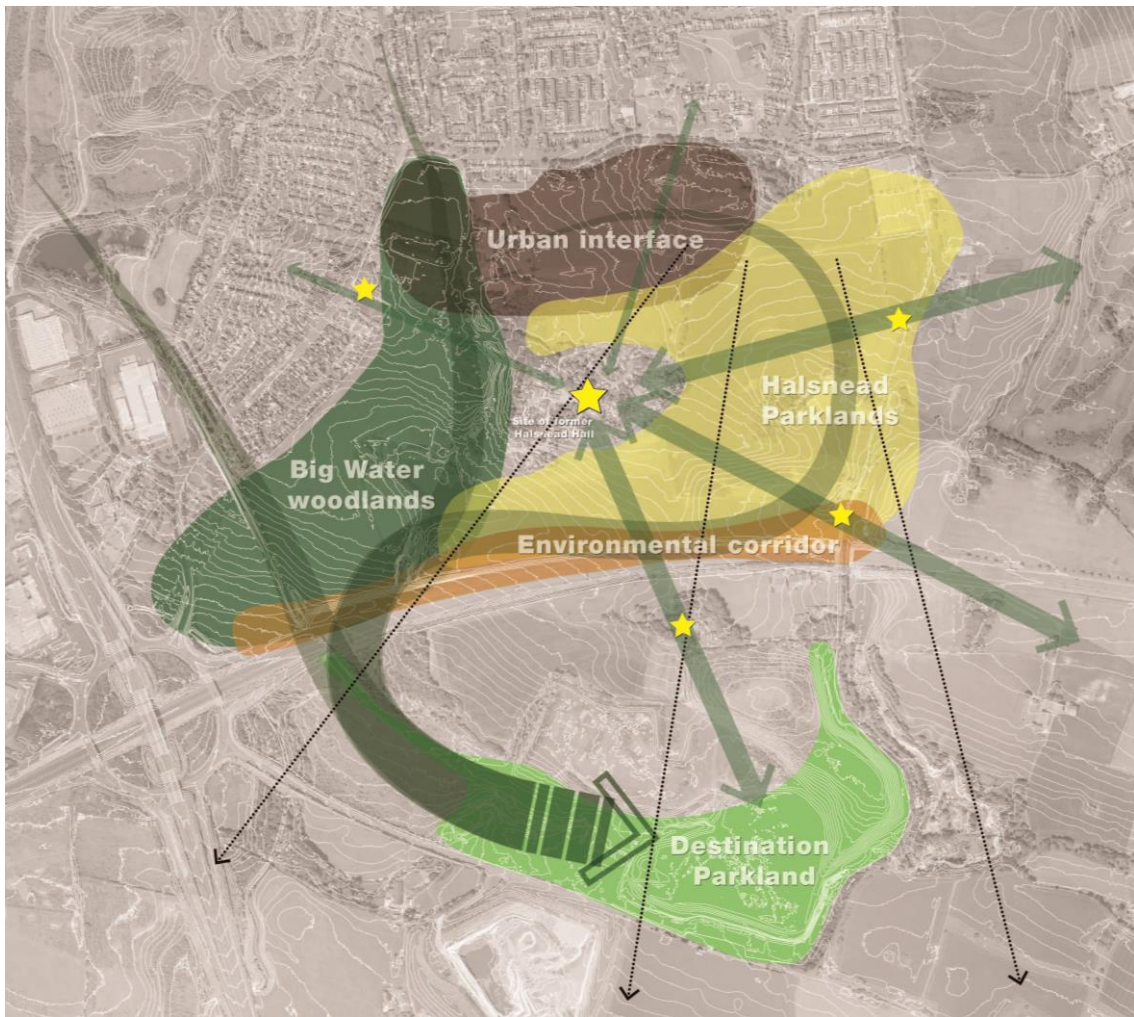 Urban interface
Halsnead
Parklands
Site of former
Halsnead Hall
Big Water
woodlands
Environmental corridor
Destination
Parkland